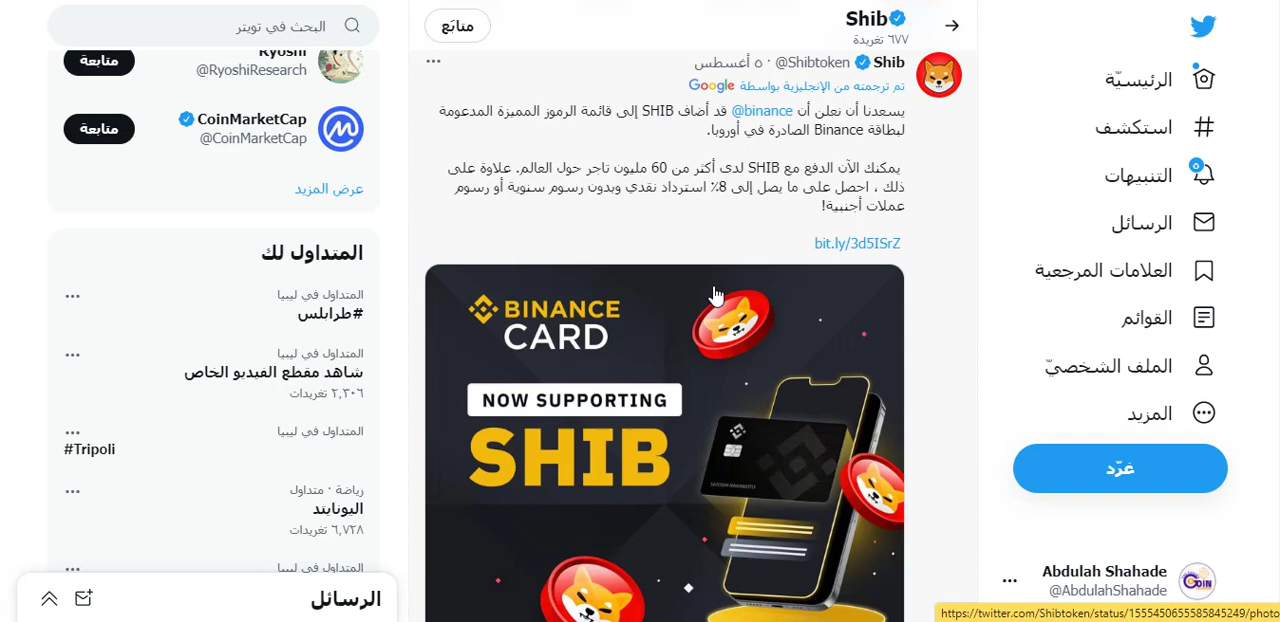 الرئيسيّة
استكشف
٥
التنبيهات
الرسائل
العلامات المرجعية
القوائم
الملف الشخصيّ
المزيد
غرّد
Abdulah Shahade
@AbdulahShahade
GOIN
Shib
٦٧٧ تغريدة
متابَع
Shib @Shibtoken · ٥ أغسطس
تم ترجمته من الإنجليزية بواسطة Google
يسعدنا أن نعلن أن @binance قد أضاف SHIB إلى قائمة الرموز المميزة المدعومة
لبطاقة Binance الصادرة في أوروبا.
يمكنك الآن الدفع مع SHIB لدى أكثر من 60 مليون تاجر حول العالم. علاوة على
ذلك ، احصل على ما يصل إلى 8٪ استرداد نقدي وبدون رسوم سنوية أو رسوم
عملات أجنبية!
bit.ly/3d5ISrZ
BINANCE
CARD
NOW SUPPORTING
SHIB
SATOSHI NAKAMOTO
البحث في تويتر
Ryoshi
@RyoshiResearch
متابعة
CoinMarketCap
@CoinMarketCap
متابعة
عرض المزيد
المتداول لك
المتداول في ليبيا
#طرابلس
المتداول في ليبيا
شاهد مقطع الفيديو الخاص
٢,٣٠٦ تغريدات
المتداول في ليبيا
#Tripoli
رياضة · متداول
اليونايتد
٦,٧٢٨ تغريدات
المتداول في ليبيا
الرسائل
https://twitter.com/Shibtoken/status/1555450655585845249/photo